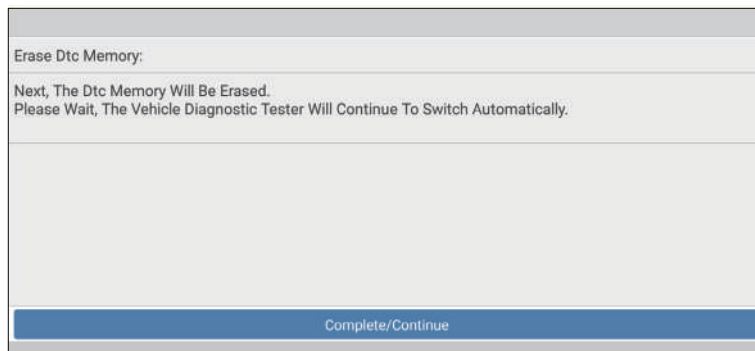 Erase Dtc Memory:
Next, The Dtc Memory Will Be Erased.
Please Wait, The Vehicle Diagnostic Tester Will Continue To Switch Automatically.
Complete/Continue